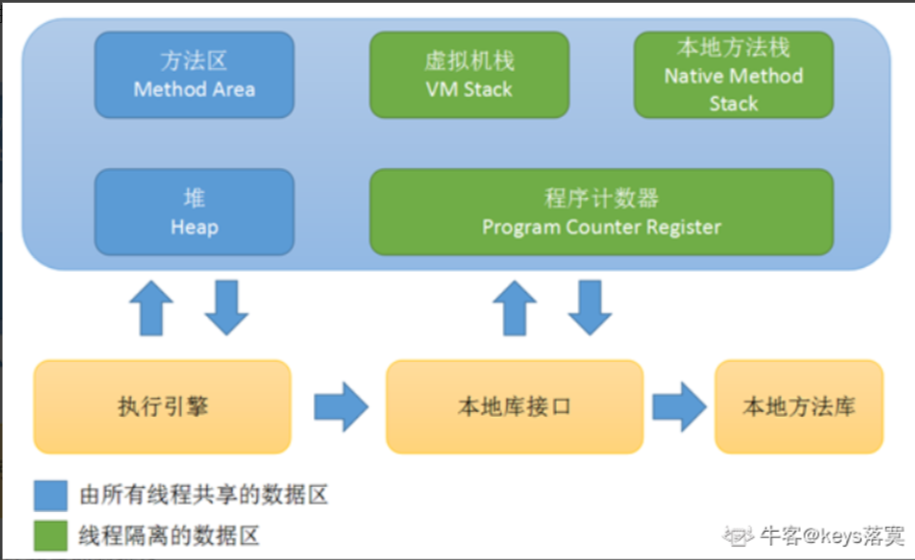 方法区
Method Area
虚拟机栈
VM Stack
本地方法栈
Native Method
Stack
堆
Heap
程序计数器
Program Counter Register
执行引擎
本地库接口
本地方法库
由所有线程共享的数据区
线程隔离的数据区
牛客@keys落寞